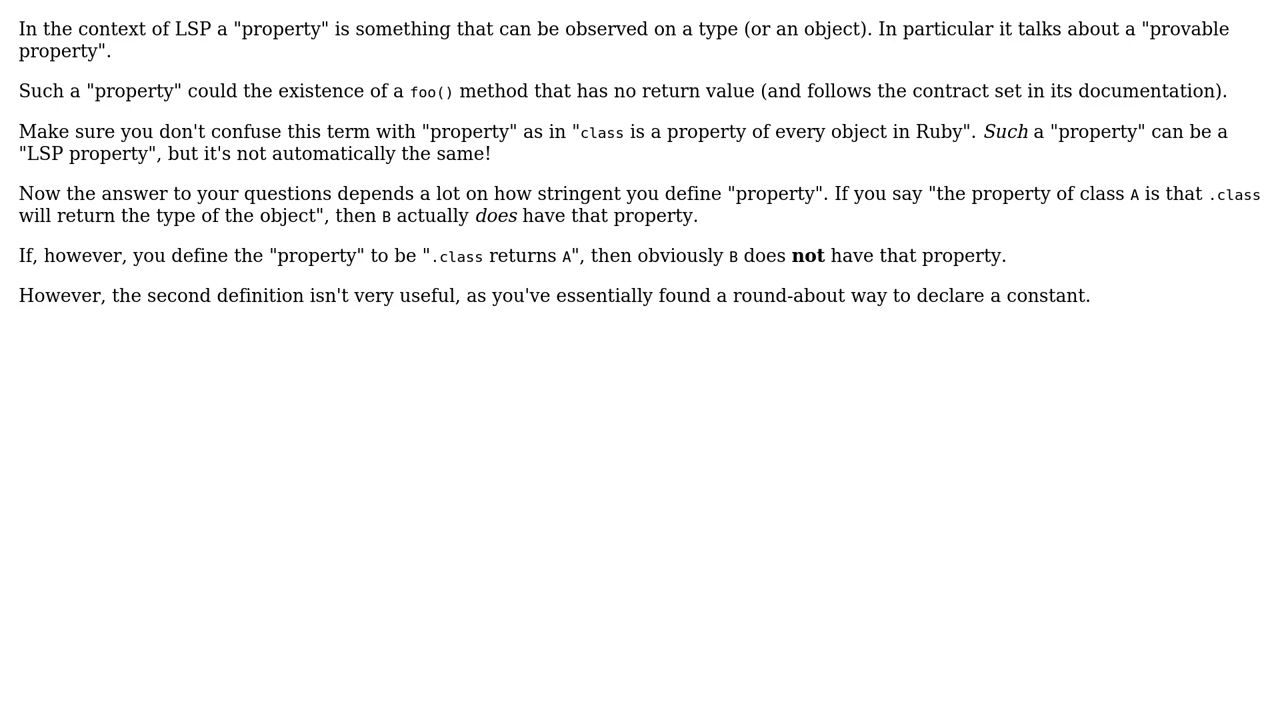 In the context of LSP a "property" is something that can be observed on a type (or an object). In particular it talks about a "provable
property".
Such a "property" could the existence of a foo() method that has no return value (and follows the contract set in its documentation).
Make sure you don't confuse this term with "property" as in "class is a property of every object in Ruby". Such a "property" can be a
"LSP property", but it's not automatically the same!
Now the answer to your questions depends a lot on how stringent you define "property". If you say "the property of class A is that .class
will return the type of the object", then B actually does have that property.
If, however, you define the "property" to be ".class returns A", then obviously B does not have that property.
However, the second definition isn't very useful, as you've essentially found a round-about way to declare a constant.